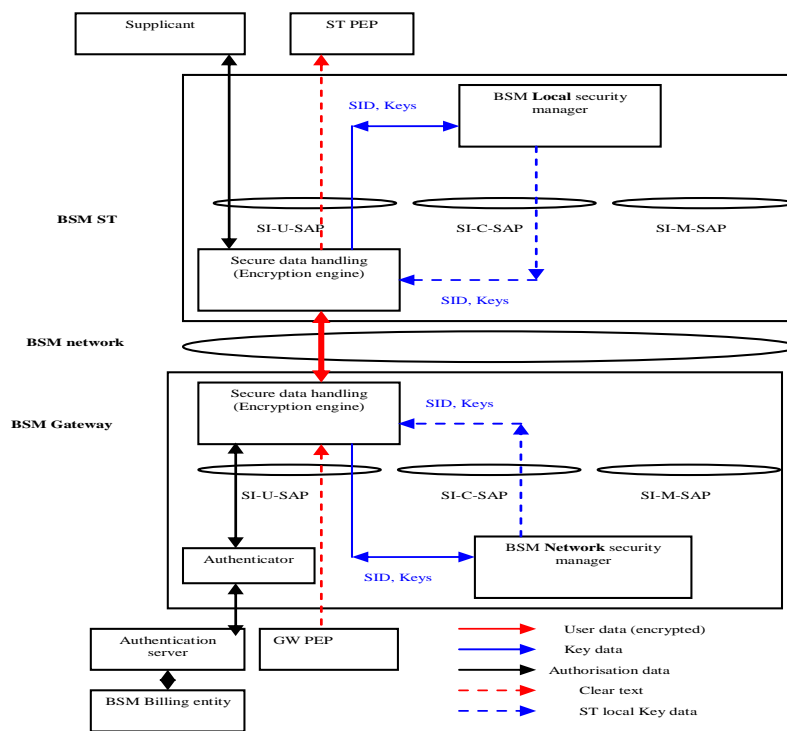 Supplicant
ST PEP
BSM Local security
manager
SID, Keys
BSM ST
SI-U-SAP
SI-C-SAP
SI-M-SAP
Secure data handling
(Encryption engine)
SID, Keys
BSM network
Secure data handling
(Encryption engine)
SID, Keys
BSM Gateway
SI-U-SAP
SI-C-SAP
SI-M-SAP
Authenticator
BSM Network security
manager
SID, Keys
Authentication
server
GW PEP
BSM Billing entity
User data (encrypted)
Key data
Authorisation data
Clear text
ST local Key data